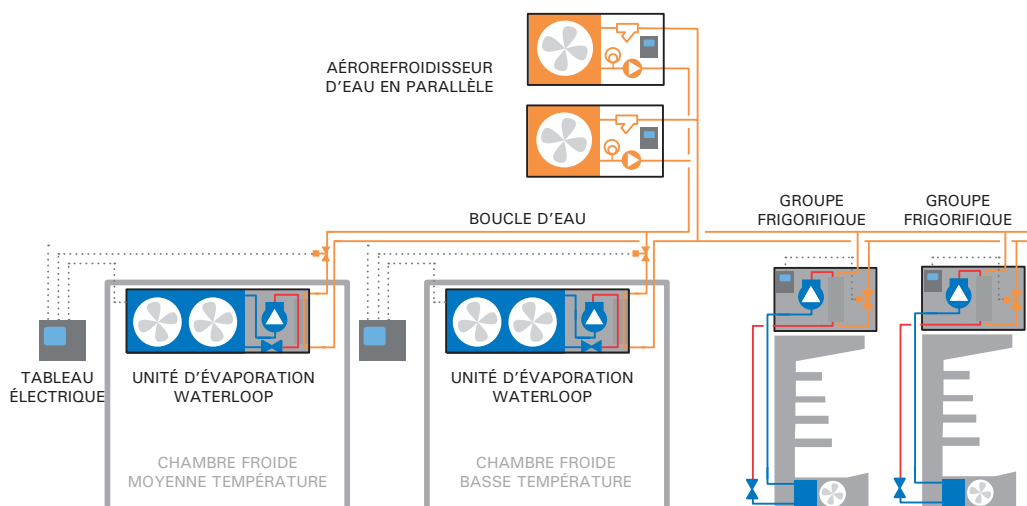 AÉROREFROIDISSEUR
D'EAU EN PARALLÈLE
BOUCLE D'EAU
GROUPE
FRIGORIFIQUE
GROUPE
FRIGORIFIQUE
TABLEAU
ÉLECTRIQUE
UNITÉ D'ÉVAPORATION
WATERLOOP
UNITÉ D'ÉVAPORATION
WATERLOOP
CHAMBRE FROIDE
MOYENNE TEMPÉRATURE
CHAMBRE FROIDE
BASSE TEMPÉRATURE